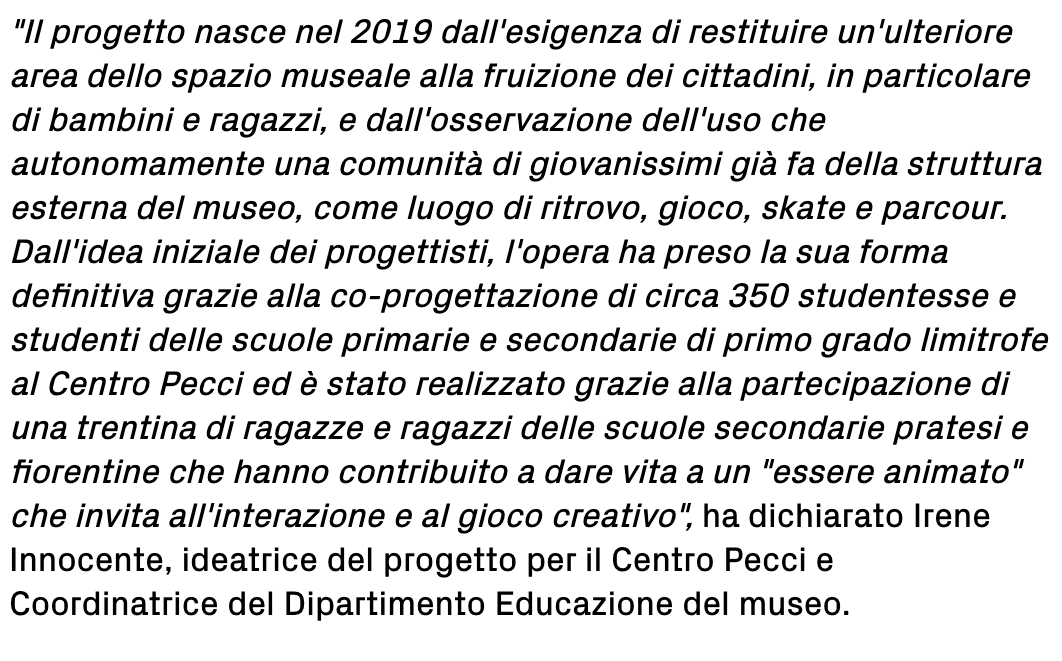 "Il progetto nasce nel 2019 dall'esigenza di restituire un'ulteriore
area dello spazio museale alla fruizione dei cittadini, in particolare
di bambini e ragazzi, e dall'osservazione dell'uso che
autonomamente una comunità di giovanissimi già fa della struttura
esterna del museo, come luogo di ritrovo, gioco, skate e parcour.
Dall'idea iniziale dei progettisti, l'opera ha preso la sua forma
definitiva grazie alla co-progettazione di circa 350 studentesse e
studenti delle scuole primarie e secondarie di primo grado limitrofe
al Centro Pecci ed è stato realizzato grazie alla partecipazione di
una trentina di ragazze e ragazzi delle scuole secondarie pratesi e
fiorentine che hanno contribuito a dare vita a un "essere animato"
che invita all'interazione e al gioco creativo", ha dichiarato Irene
Innocente, ideatrice del progetto per il Centro Pecci e
Coordinatrice del Dipartimento Educazione del museo.